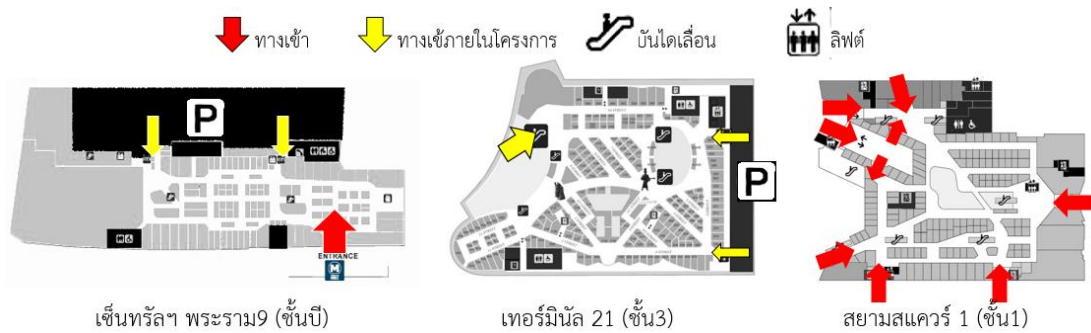 ทางเข้า
ทางเข้ภายในโครงการ
บันไดเลื่อน
ลิฟต์
P
P
ENTRANCE
M
เซ็นทรัลฯ พระราม9 (ชั้นบี)
เทอร์มินัล 21 (ชั้น3)
สยามสแควร์ 1 (ชั้น1)